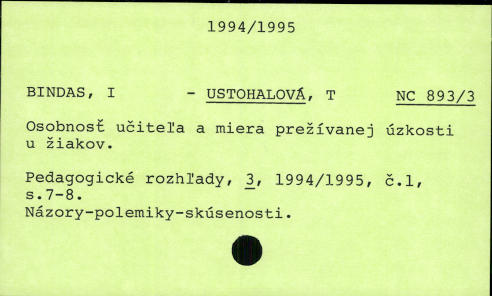 1994/1995
BINDAS, I - USTOHALOVÁ, T NC 893/3
Osobnosť učiteľa a miera prežívanej úzkosti
u žiakov.
Pedagogické rozhľady, 3, 1994/1995, č.1,
s.7-8.
Názory-polemiky-skúsenosti.